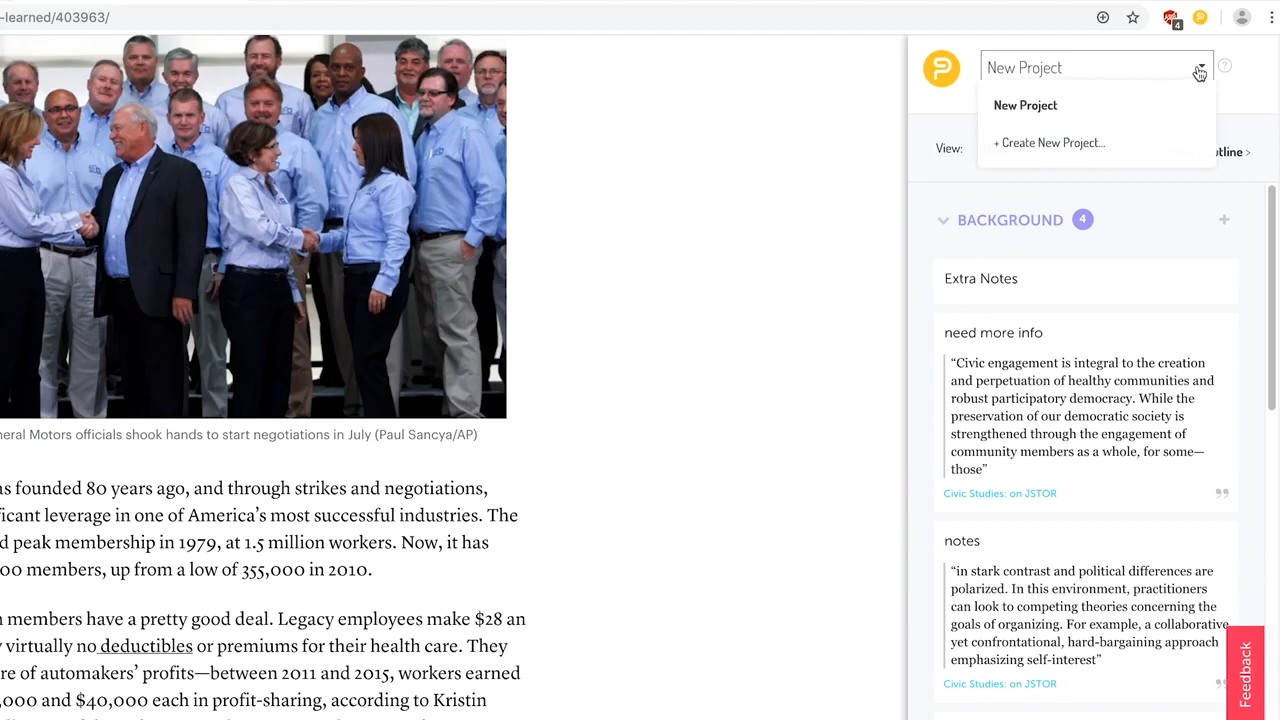 -learned/403963/
4
New Project
New Project
+ Create New Project...
View:
utline >
BACKGROUND 4
Extra Notes
need more info
“Civic engagement is integral to the creation
and perpetuation of healthy communities and
robust participatory democracy. While the
preservation of our democratic society is
strengthened through the engagement of
community members as a whole, for some—
those”
Civic Studies: on JSTOR
notes
“in stark contrast and political differences are
polarized. In this environment, practitioners
can look to competing theories concerning the
goals of organizing. For example, a collaborative
yet confrontational, hard-bargaining approach
emphasizing self-interest”
Civic Studies: on JSTOR
Feedback
neral Motors officials shook hands to start negotiations in July (Paul Sancya/AP)
as founded 80 years ago, and through strikes and negotiations,
ficant leverage in one of America’s most successful industries. The
d peak membership in 1979, at 1.5 million workers. Now, it has
00 members, up from a low of 355,000 in 2010.
n members have a pretty good deal. Legacy employees make $28 an
y virtually no deductibles or premiums for their health care. They
re of automakers’ profits—between 2011 and 2015, workers earned
,000 and $40,000 each in profit-sharing, according to Kristin